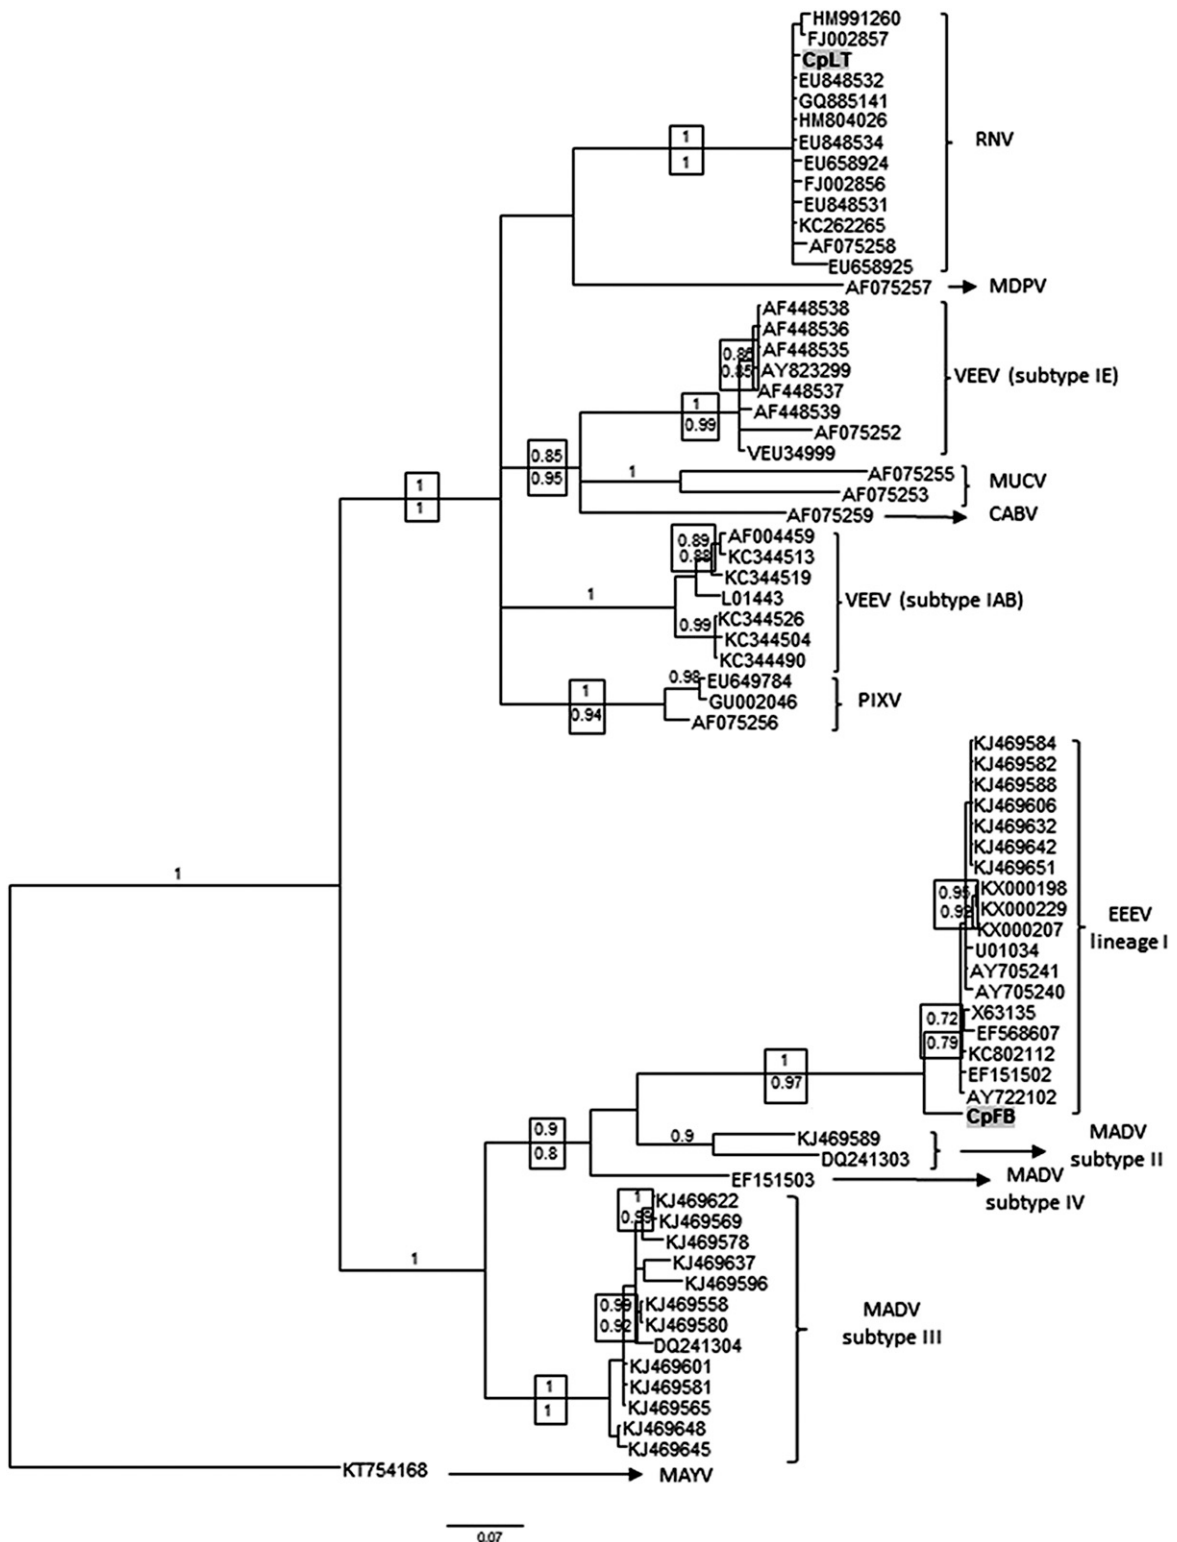 HM991260
FJ002857
CpLT
EU848532
GQ885141
HM804026
EU848534
EU658924
FJ002856
EU848531
KC262265
AF075258
EU658925
RNV
1
1
AF075257
MDPV
AF448538
AF448536
AF448535
AY823299
AF448537
AF448539
AF075252
VEU34999
VEEV (subtype IE)
0.85
1
0.99
0.85
0.95
1
AF075255
AF075253
MUCV
AF075259
CABV
1
1
AF004459
KC344513
KC344519
L01443
KC344526
KC344504
KC344490
VEEV (subtype IAB)
0.89
0.88
1
0.99
0.98
EU649784
GU002046
AF075256
PIXV
1
0.94
KJ469584
KJ469582
KJ469588
KJ469606
KJ469632
KJ469642
KJ469651
KX000198
KX000229
KX000207
U01034
AY705241
AY705240
X63135
EF568607
KC802112
EF151502
AY722102
CpFB
EEEV
lineage I
0.72
0.79
1
1
0.97
0.9
0.8
0.9
KJ469589
DQ241303
MADV
subtype II
EF151503
MADV
subtype IV
KJ469622
KJ469569
KJ469578
KJ469637
KJ469596
KJ469558
KJ469580
DQ241304
KJ469601
KJ469581
KJ469565
KJ469648
KJ469645
MADV
subtype III
1
0.99
0.92
1
1
1
KT754168
MAYV
0.07